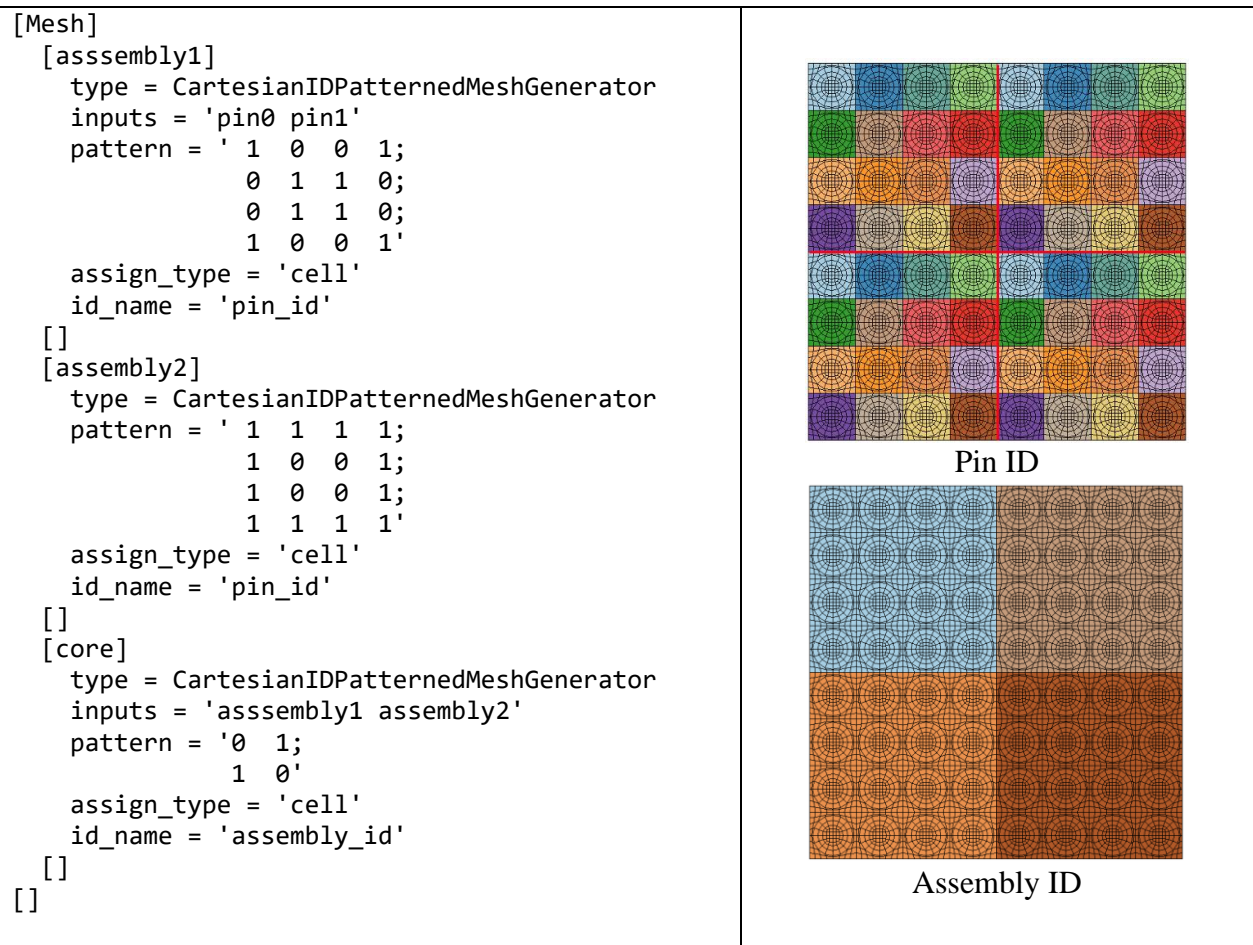 [Mesh]
  [asssembly1]
    type = CartesianIDPatternedMeshGenerator
    inputs = 'pin0 pin1'
    pattern = ' 1  0  0  1;
                0  1  1  0;
                0  1  1  0;
                1  0  0  1'
    assign_type = 'cell'
    id_name = 'pin_id'
  []
  [assembly2]
    type = CartesianIDPatternedMeshGenerator
    pattern = ' 1  1  1  1;
                1  0  0  1;
                1  0  0  1;
                1  1  1  1'
    assign_type = 'cell'
    id_name = 'pin_id'
  []
  [core]
    type = CartesianIDPatternedMeshGenerator
    inputs = 'asssembly1 assembly2'
    pattern = '0  1;
               1  0'
    assign_type = 'cell'
    id_name = 'assembly_id'
  []
[]
Pin ID
Assembly ID